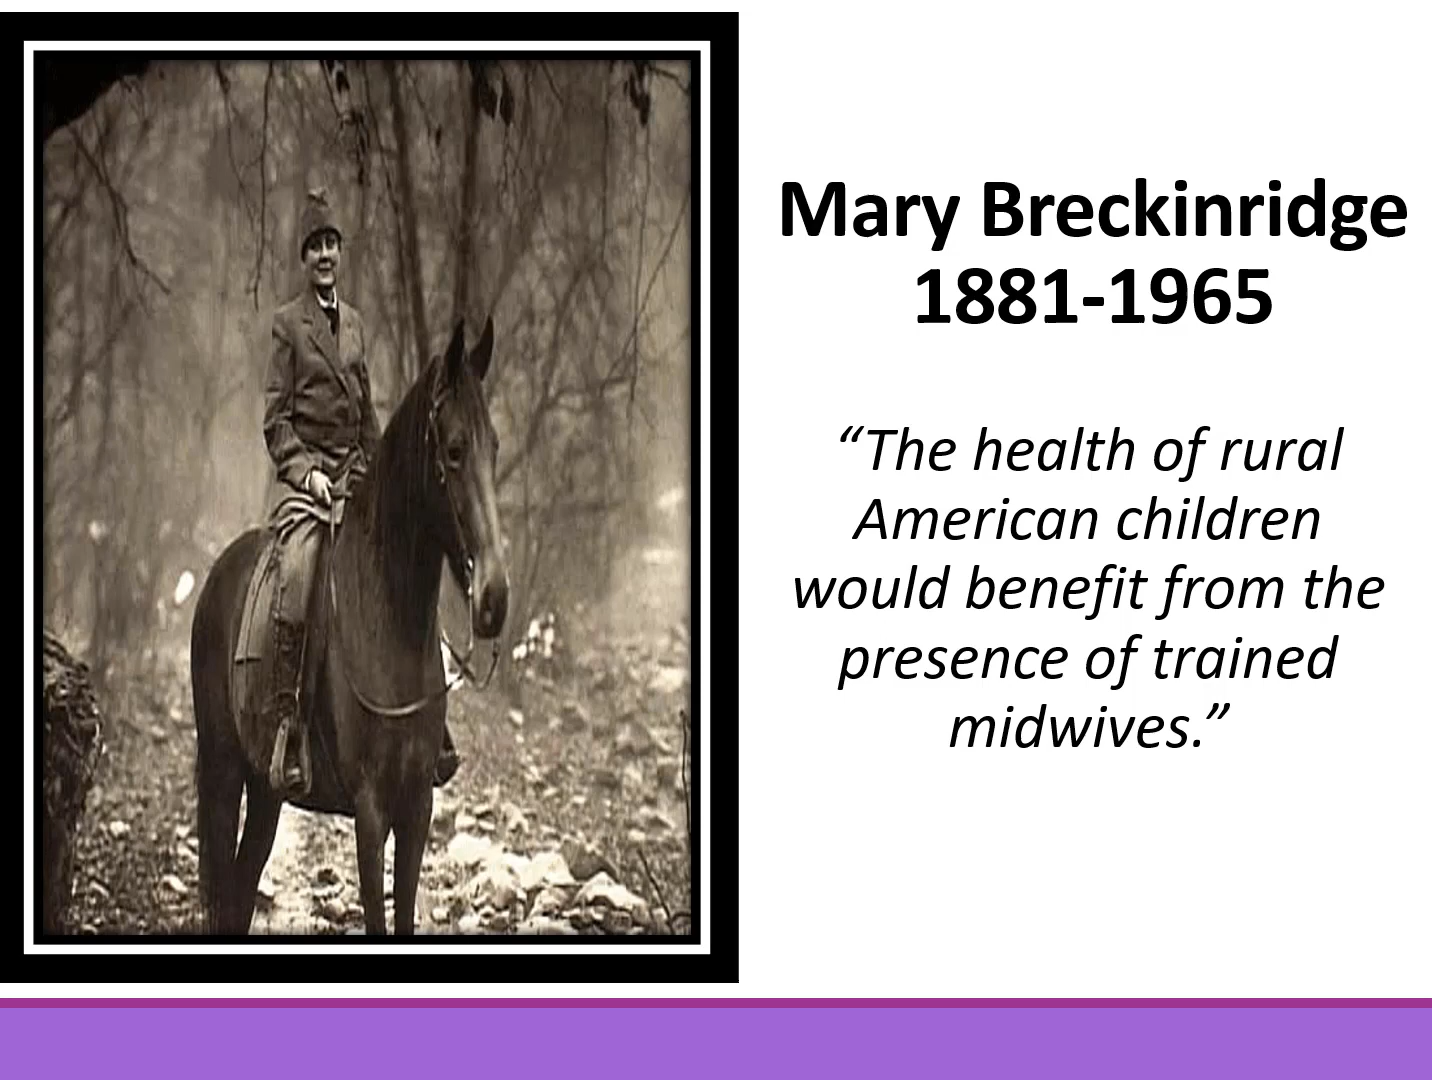 Mary Breckinridge
1881-1965
“The health of rural
American children
would benefit from the
presence of trained
midwives.”